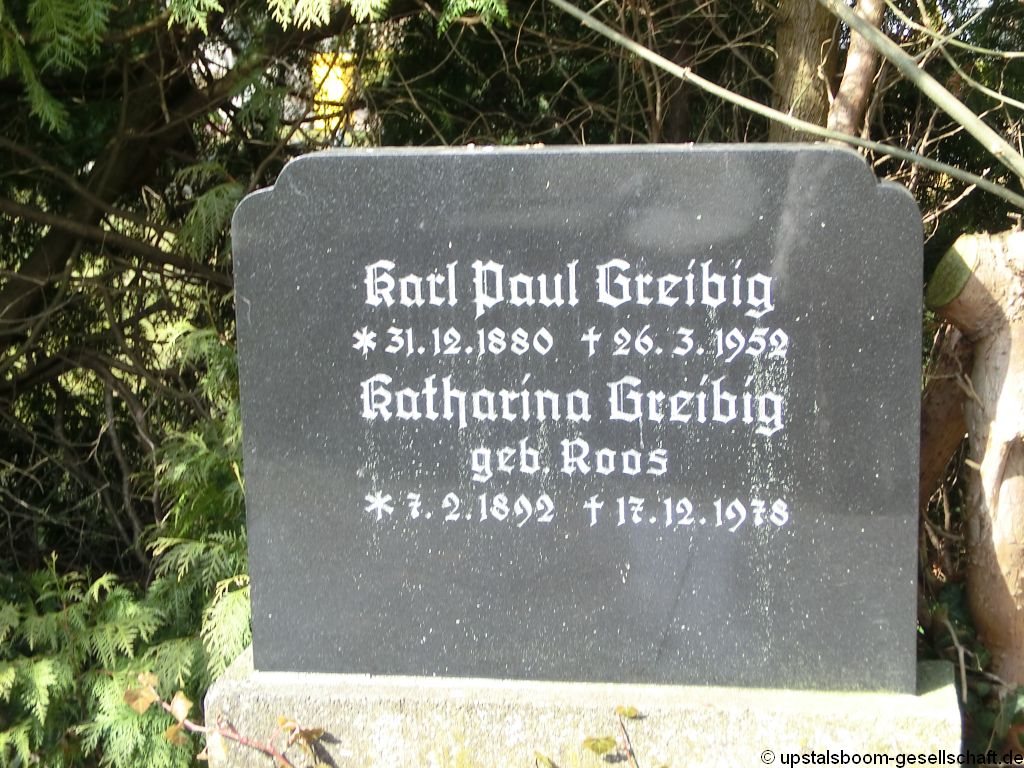 Karl Paul Greibig
* 31.12.1880 † 26.3.1952
Katharina Greibig
geb. Roos
* 7.2.1892 † 17.12.1978
© upstalsboom-gesellschaft.de